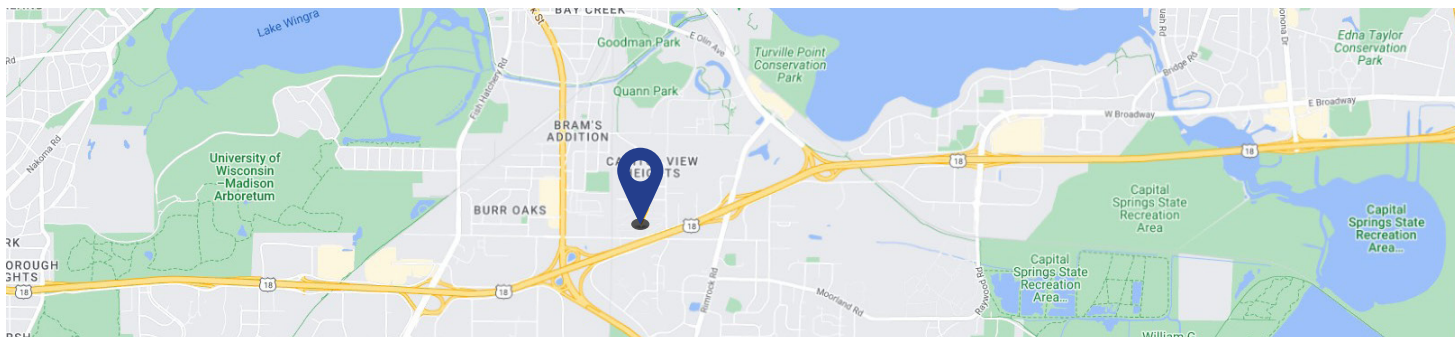 BAY CREEK
Lake Wingra
Goodman Park
E Olin Ave
Turville Point
Conservation
Park
Bridge Rd
Edna Taylor
Conservation
Park
Quann Park
Fish Hatchery Rd
E Broadway
W Broadway
BRAM'S
ADDITION
Nakoma Rd
University of
Wisconsin
–Madison
Arboretum
18
18
BURR OAKS
18
Capital
Springs State
Recreation
Area
Capital
Springs State
Recreation
Area...
Capital
Springs State
Recreation
Area...
18
18
18
Rimrock Rd
Moorland Rd
Raywood Rd